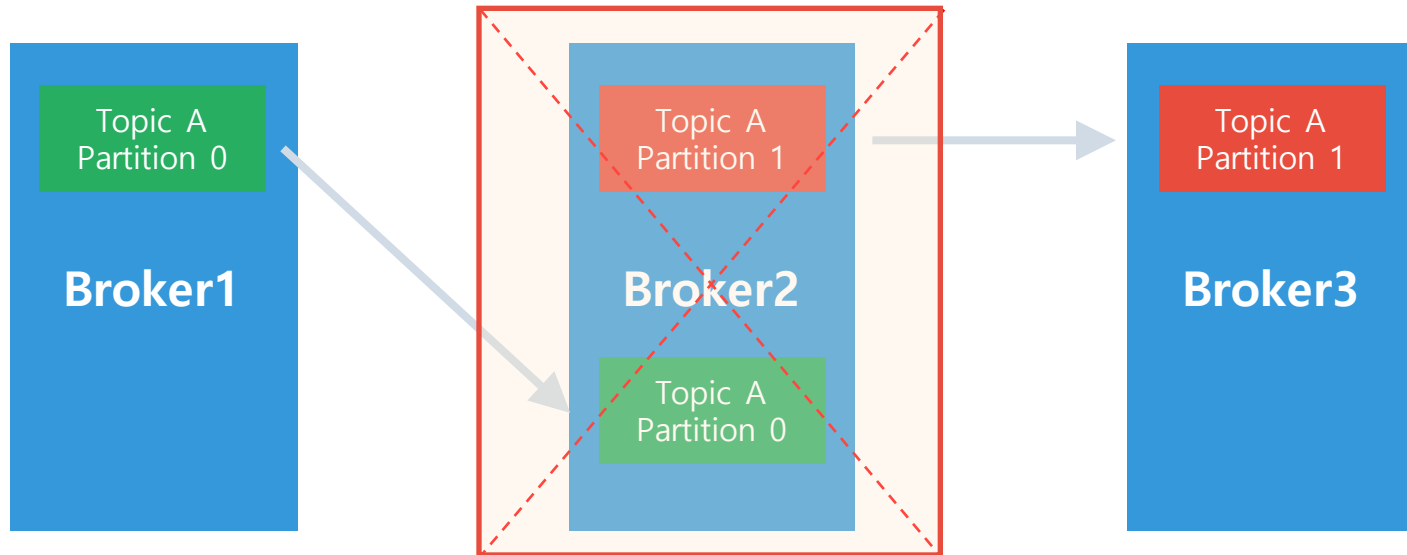 Topic A
Partition 0
Broker1
Topic A
Partition 1
Broker2
Topic A
Partition 0
Topic A
Partition 1
Broker3